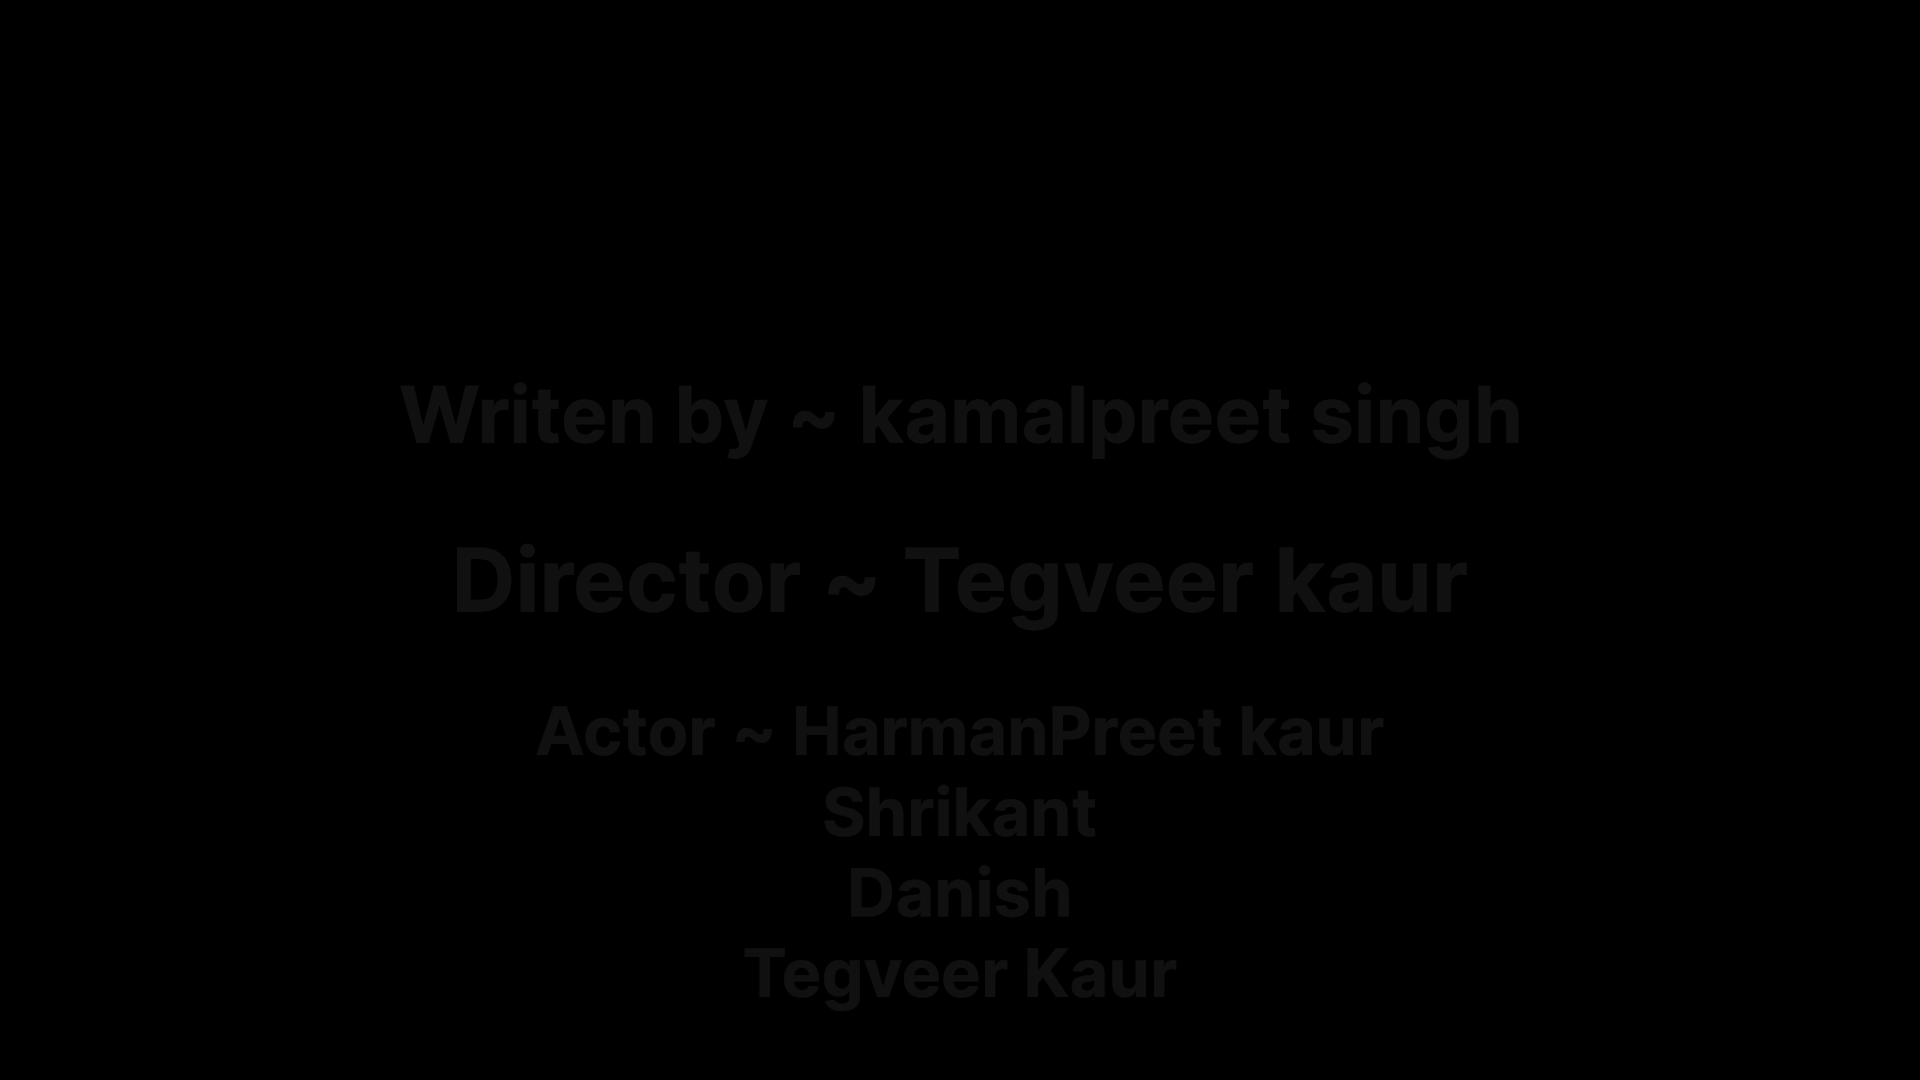 Writen by ~ kamalpreet singh
Director ~ Tegveer kaur
Actor ~ HarmanPreet kaur
Shrikant
Danish
Tegveer Kaur